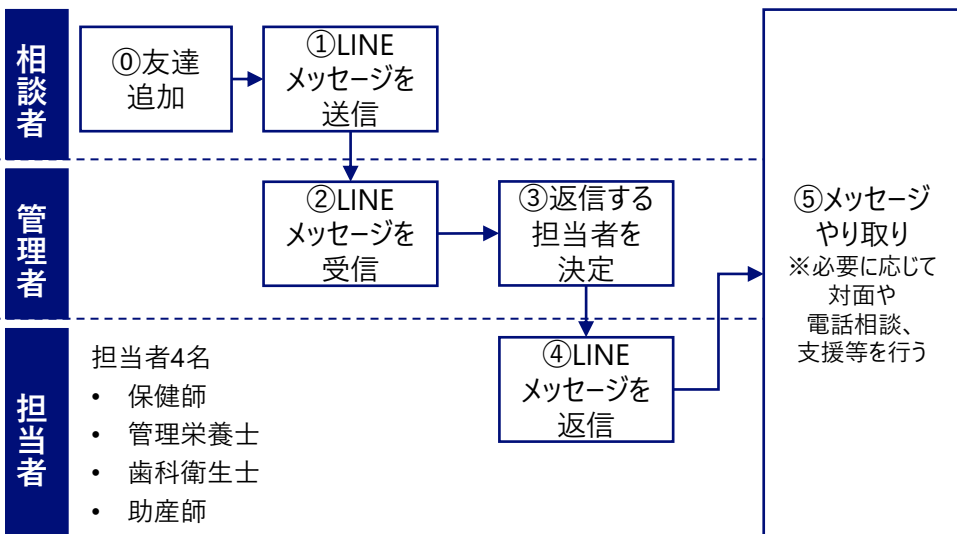 相談者
⓪友達
追加
①LINE
メッセージを
送信
管理者
②LINE
メッセージを
受信
③返信する
担当者を
決定
担当者
担当者4名
• 保健師
• 管理栄養士
• 歯科衛生士
• 助産師
④LINE
メッセージを
返信
⑤メッセージ
やり取り
※必要に応じて
対面や
電話相談、
支援等を行う